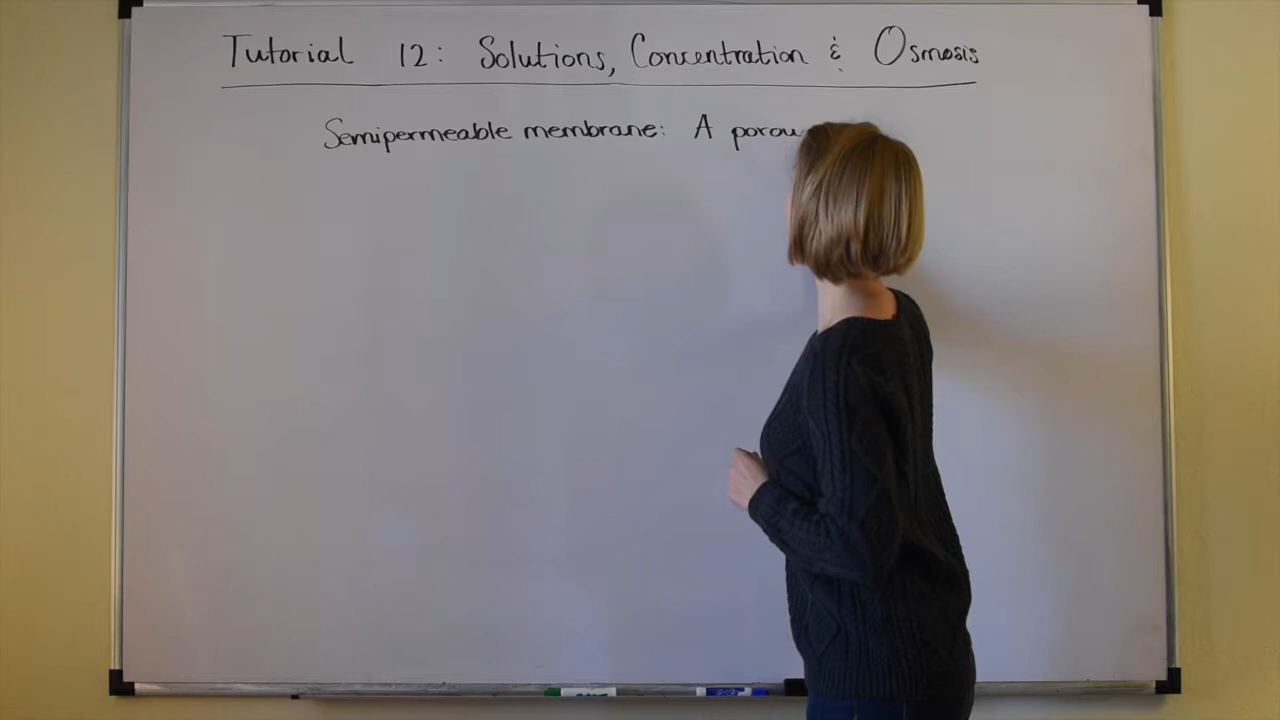 Tutorial 12: Solutions, Concentration & Osmosis
Semipermeable membrane: A porou